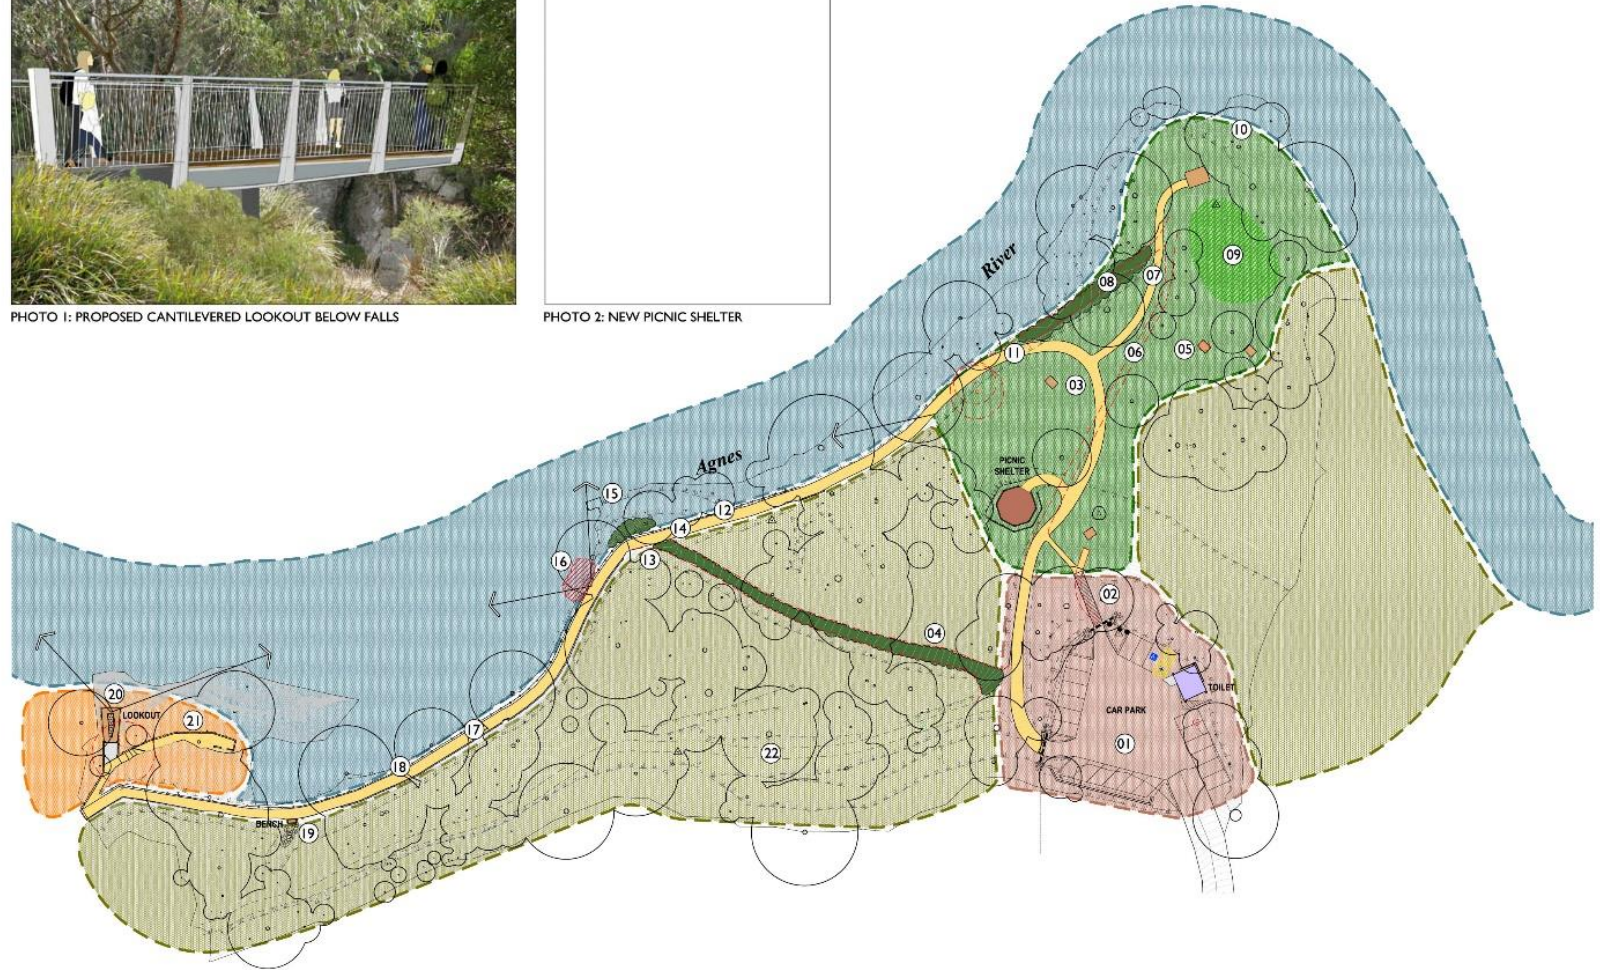 PHOTO 1: PROPOSED CANTILEVERED LOOKOUT BELOW FALLS
PHOTO 2: NEW PICNIC SHELTER
10
River
09
08
07
11
06
05
03
Agnes
PICNIC
SHELTER
15
12
14
13
16
02
04
TOILET
20
LOOKOUT
21
CAR PARK
17
01
22
18
BENCH
19